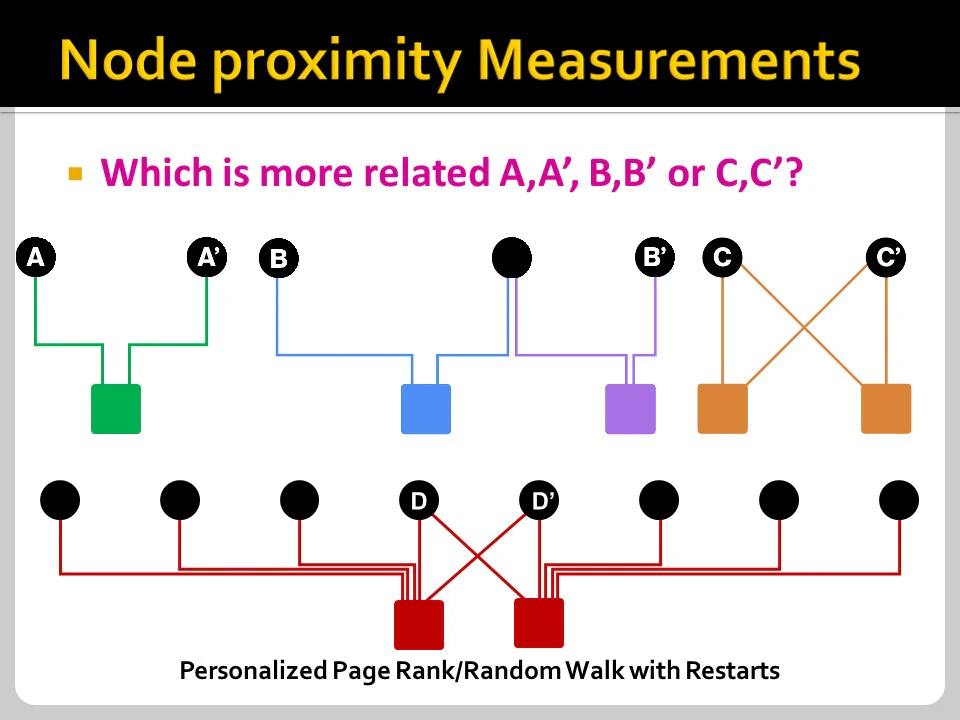 Node proximity Measurements
Which is more related A,A’, B,B’ or C,C’?
A A’ B B’ C C’
D D’
Personalized Page Rank/Random Walk with Restarts